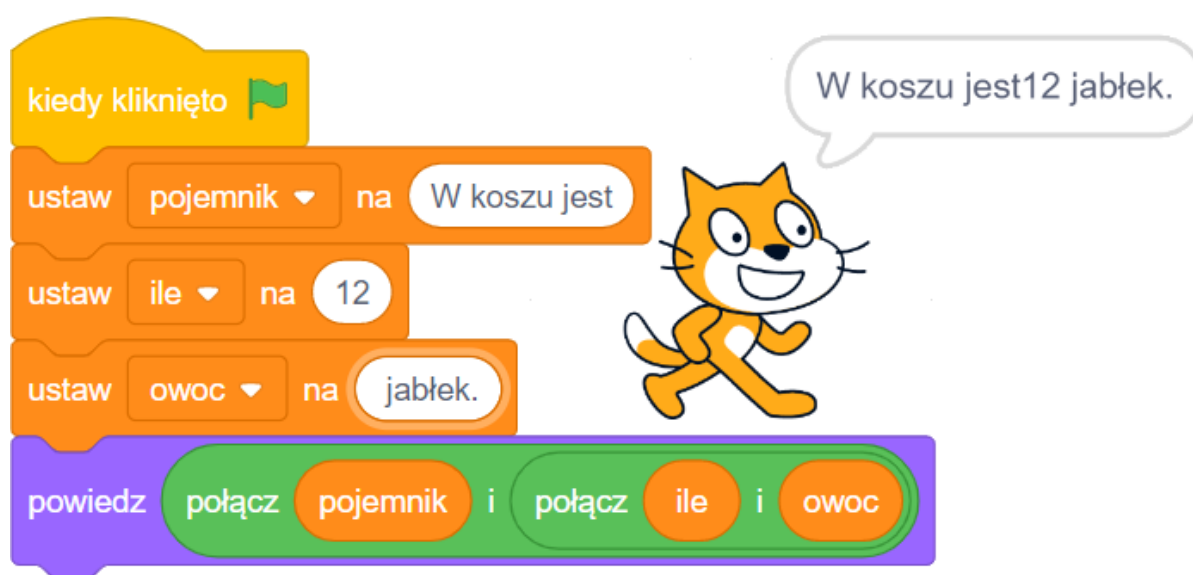 kiedy kliknięto
W koszu jest12 jabłek.
ustaw pojemnik na W koszu jest
ustaw ile na 12
ustaw owoc na jabłek.
powiedz połącz pojemnik i połącz ile i owoc